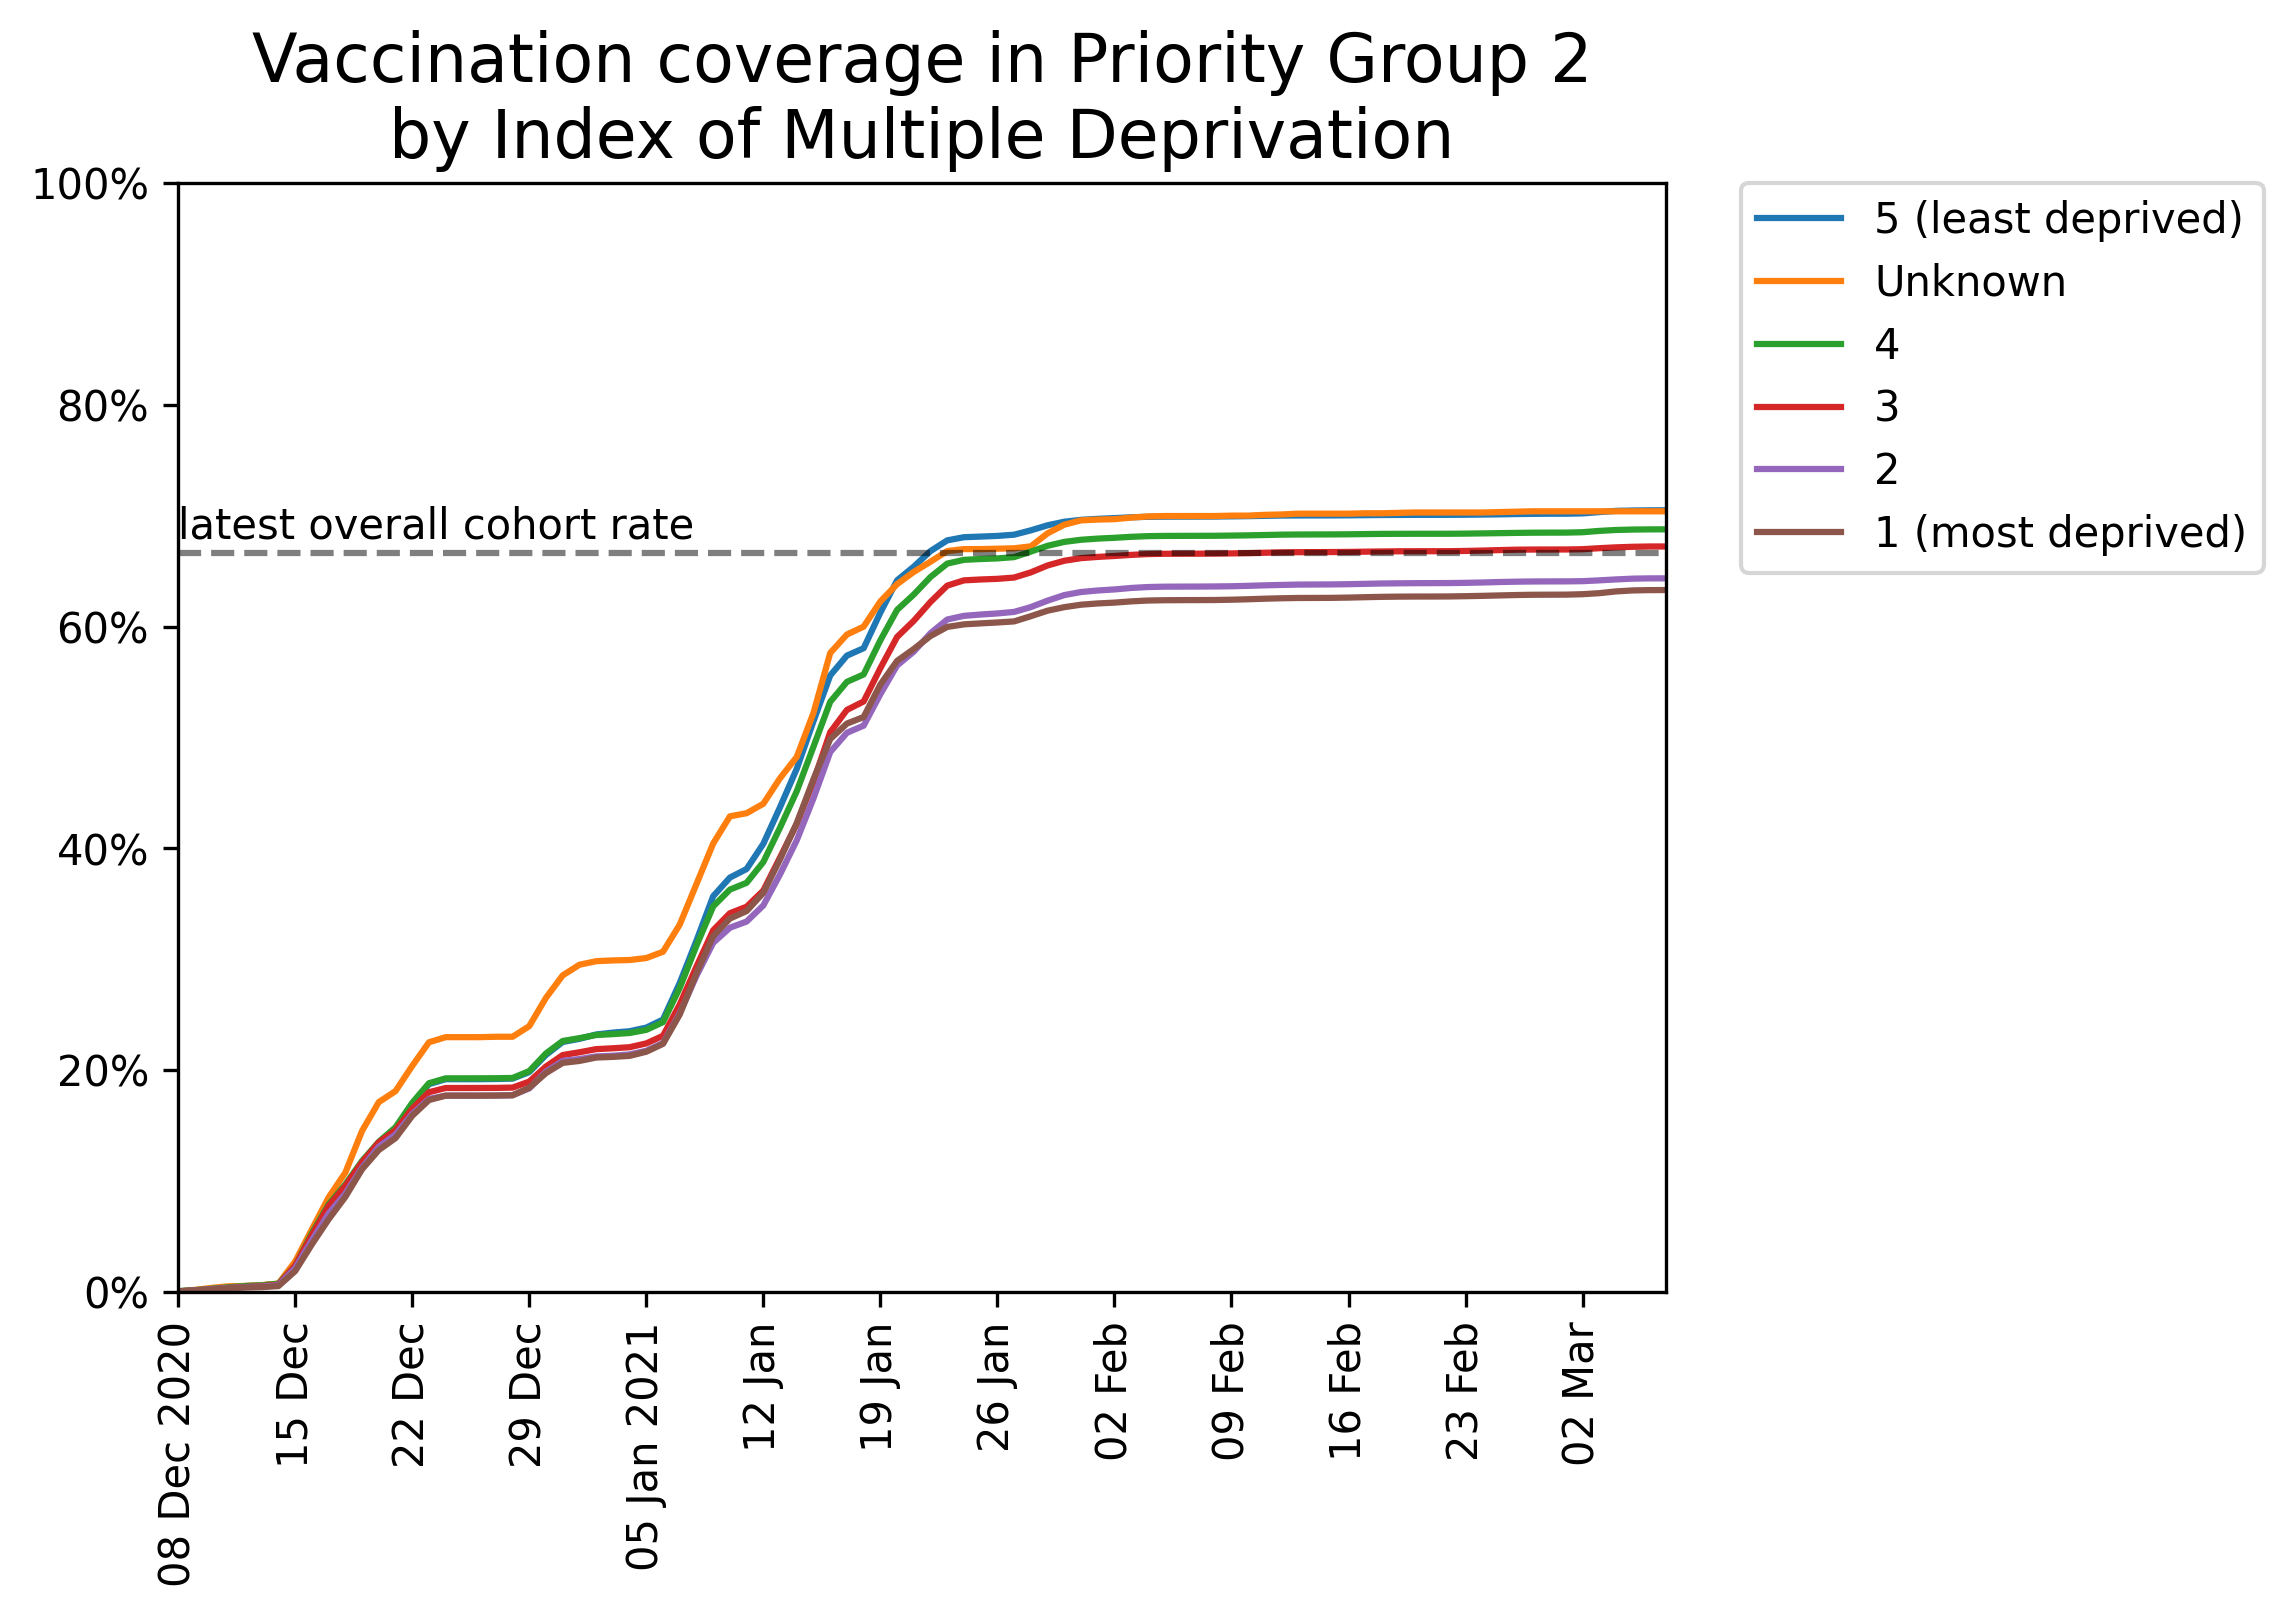 Vaccination coverage in Priority Group 2
by Index of Multiple Deprivation
100%
80%
60%
40%
20%
0%
latest overall cohort rate
08 Dec 2020
15 Dec
22 Dec
29 Dec
05 Jan 2021
12 Jan
19 Jan
26 Jan
02 Feb
09 Feb
16 Feb
23 Feb
02 Mar
5 (least deprived)
Unknown
4
3
2
1 (most deprived)